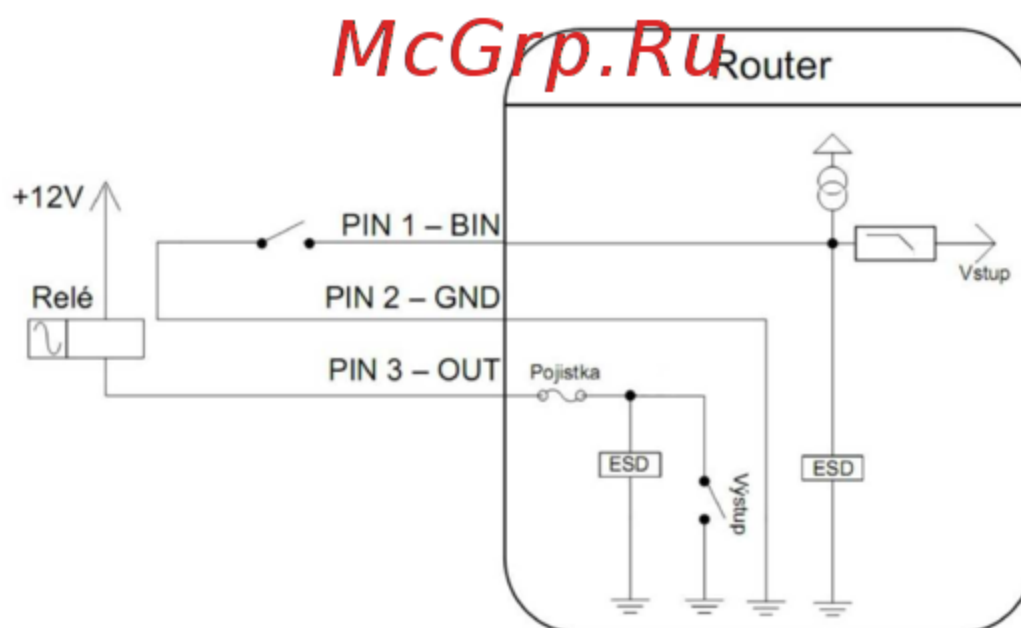 McGrp.Ru
Router
+12V
PIN 1 – BIN
Vstup
Relé
PIN 2 – GND
PIN 3 – OUT
Pojistka
ESD
Výstup
ESD